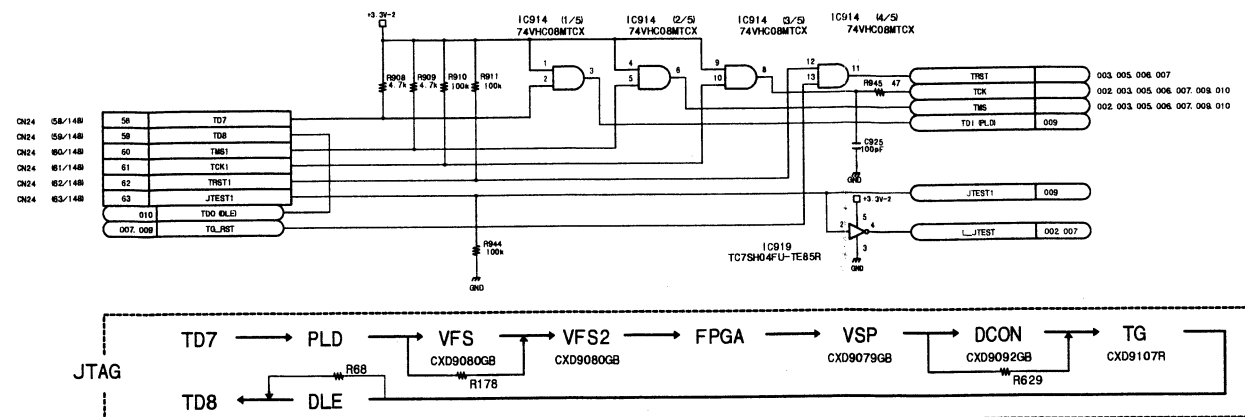 +3.3V-2
IC914 (1/5)
74VHC08MTCX
IC914 (2/5)
74VHC08MTCX
IC914 (3/5)
74VHC08MTCX
IC914 (4/5)
74VHC08MTCX
R908
4.7k
R909
4.7k
R910
100k
R911
100k
1
2
3
4
5
6
9
10
8
12
13
11
R945 47
TRST 003.005.006.007
TCK 002.003.005.006.007.009.010
TMS 002.003.005.006.007.009.010
TDI (PLD) 009
CN24 (58/148) 58 TD7
CN24 (59/148) 59 TD8
CN24 (60/148) 60 TMS1
CN24 (61/148) 61 TCK1
CN24 (62/148) 62 TRST1
CN24 (63/148) 63 JTEST1
010 TDO (DLE)
007.009 TG_RST
C925
100pF
GND
JTEST1 009
+3.3V-2
5
2
4
3
GND
I_JTEST 002.007
R944
100k
GND
IC919
TC7SH04FU-TE85R
JTAG
TD7 PLD VFS VFS2 FPGA VSP DCON TG
CXD9080GB CXD9080GB CXD9079GB CXD9092GB CXD9107R
R178
R629
R68
TD8 DLE